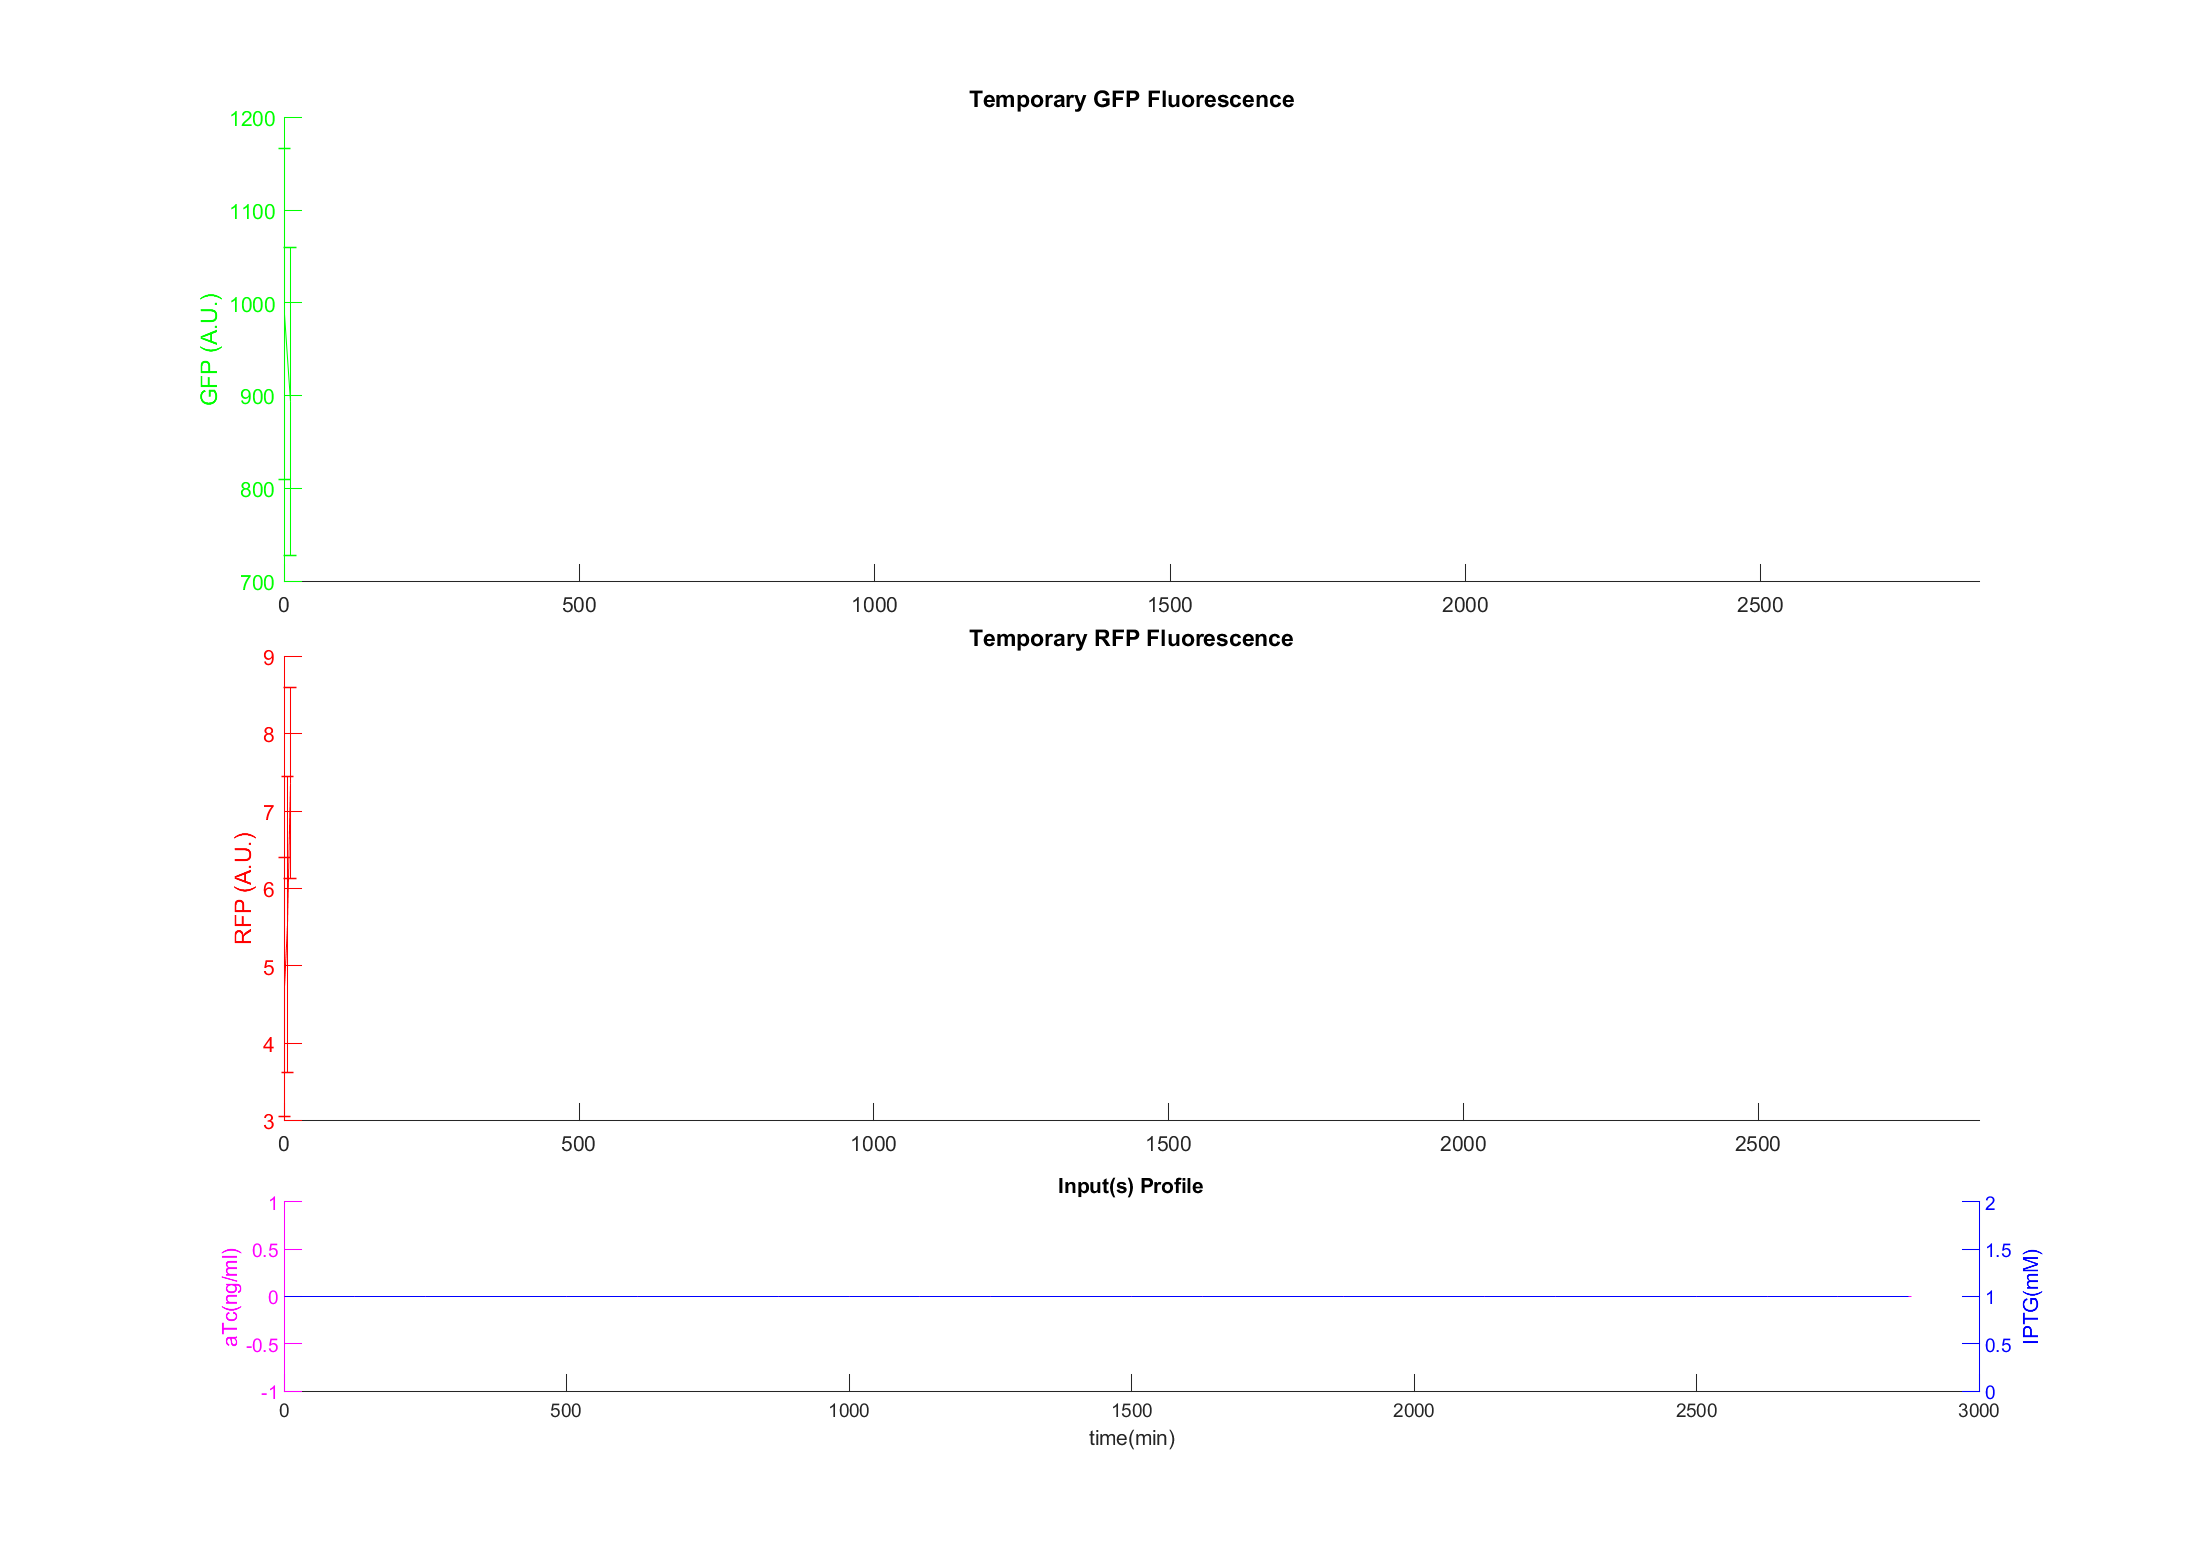 Temporary GFP Fluorescence
1200
1100
1000
900
800
700
GFP (A.U.)
0 500 1000 1500 2000 2500
Temporary RFP Fluorescence
9
8
7
6
5
4
3
RFP (A.U.)
0 500 1000 1500 2000 2500
Input(s) Profile
1
0.5
0
-0.5
-1
aTc(ng/ml)
2
1.5
1
0.5
0
IPTG(mM)
0 500 1000 1500 2000 2500 3000
time(min)